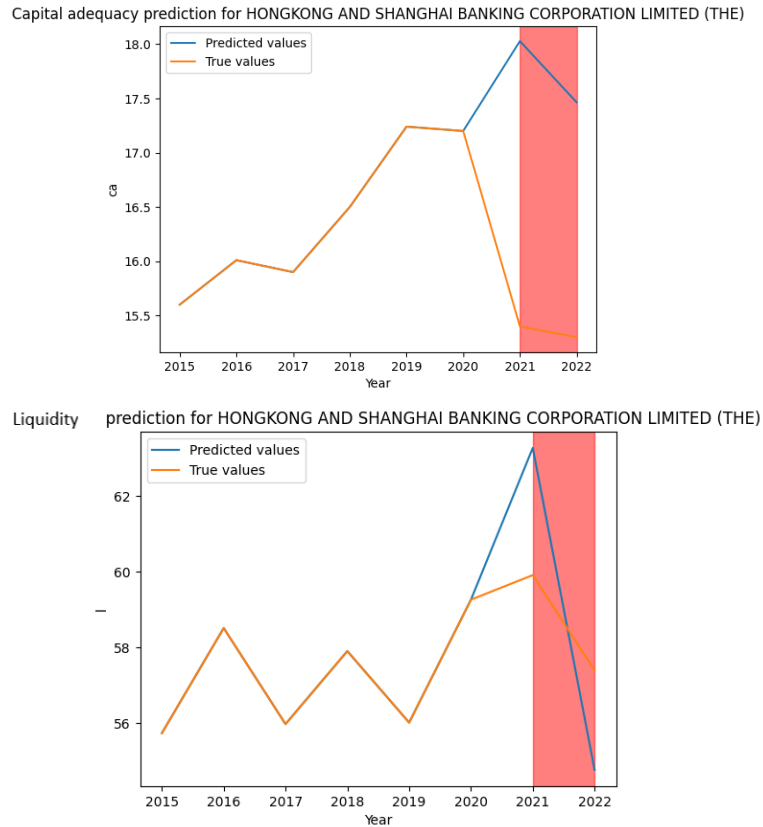 Capital adequacy prediction for HONGKONG AND SHANGHAI BANKING CORPORATION LIMITED (THE)
Predicted values
True values
18.0
17.5
17.0
16.5
16.0
15.5
ca
2015 2016 2017 2018 2019 2020 2021 2022
Year
Liquidity prediction for HONGKONG AND SHANGHAI BANKING CORPORATION LIMITED (THE)
Predicted values
True values
62
60
58
56
l
2015 2016 2017 2018 2019 2020 2021 2022
Year